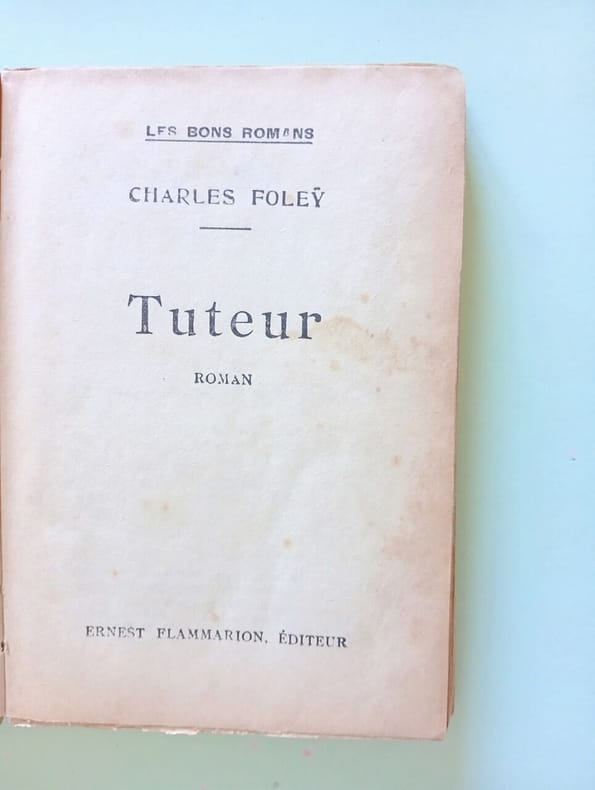 LES BONS ROMANS
CHARLES FOLEŸ
Tuteur
ROMAN
ERNEST FLAMMARION, ÉDITEUR